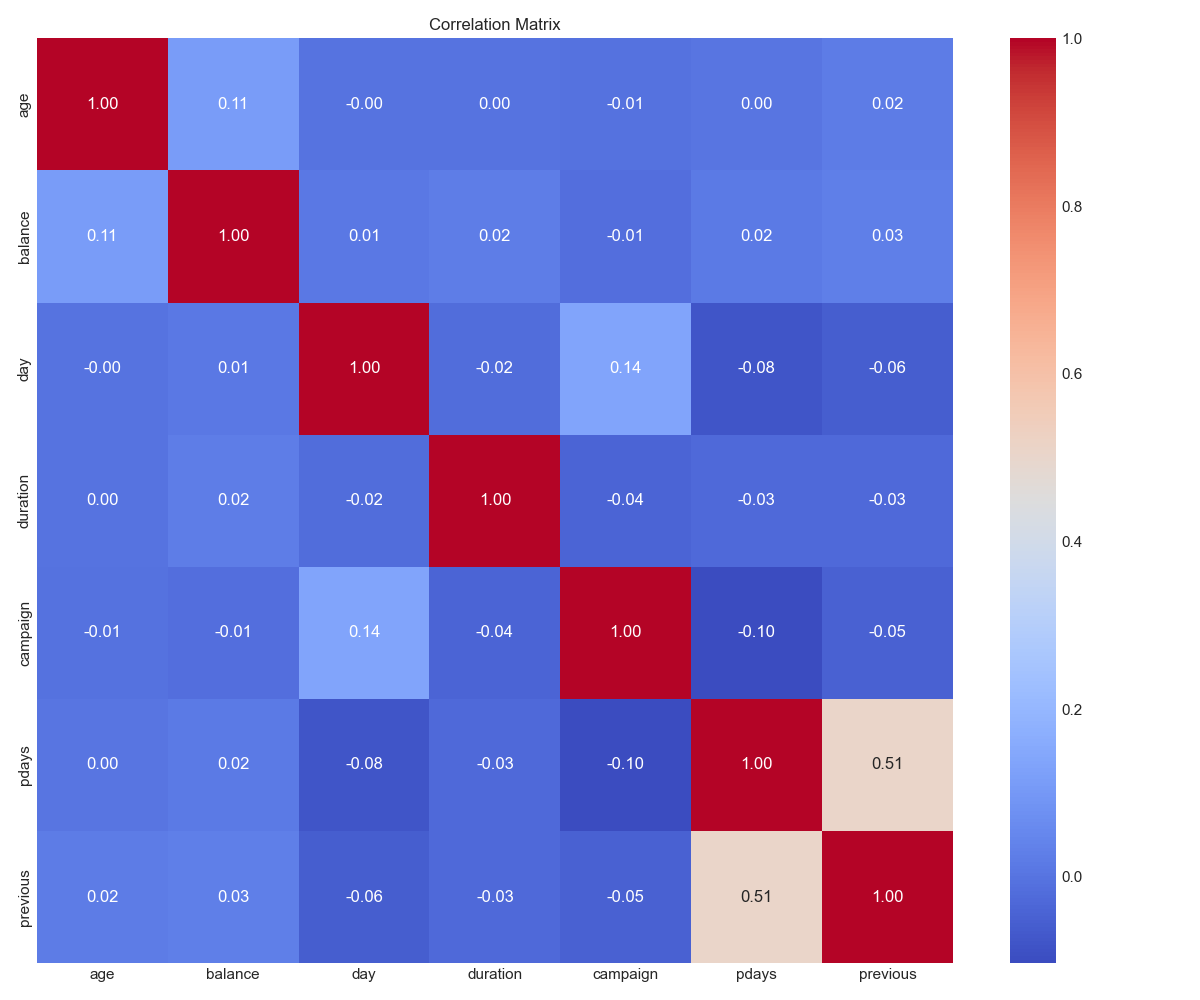 Correlation Matrix
age 1.00 0.11 -0.00 0.00 -0.01 0.00 0.02
balance 0.11 1.00 0.01 0.02 -0.01 0.02 0.03
day -0.00 0.01 1.00 -0.02 0.14 -0.08 -0.06
duration 0.00 0.02 -0.02 1.00 -0.04 -0.03 -0.03
campaign -0.01 -0.01 0.14 -0.04 1.00 -0.10 -0.05
pdays 0.00 0.02 -0.08 -0.03 -0.10 1.00 0.51
previous 0.02 0.03 -0.06 -0.03 -0.05 0.51 1.00
age balance day duration campaign pdays previous
1.0
0.8
0.6
0.4
0.2
0.0